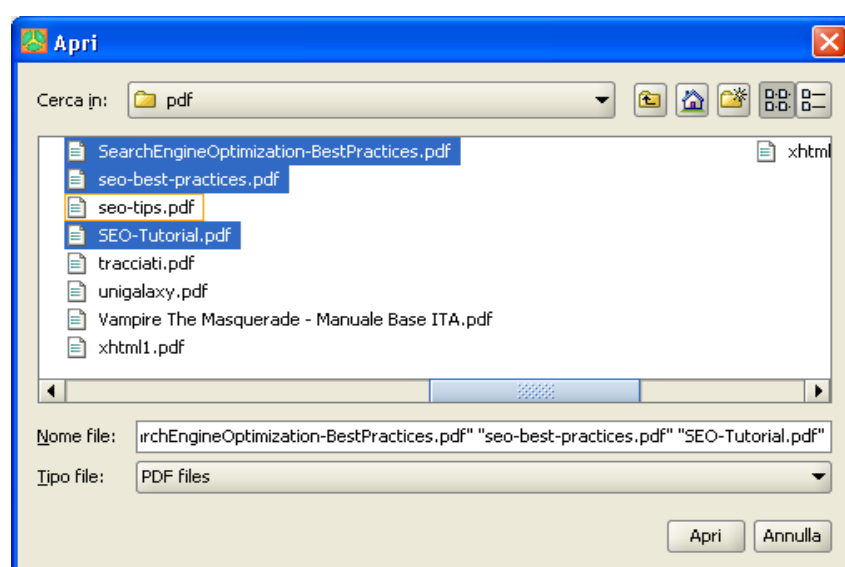 Apri
Cerca in: pdf
SearchEngineOptimization-BestPractices.pdf
seo-best-practices.pdf
seo-tips.pdf
SEO-Tutorial.pdf
tracciati.pdf
unigalaxy.pdf
Vampire The Masquerade - Manuale Base ITA.pdf
xhtml1.pdf
xhtml
Nome file: rchEngineOptimization-BestPractices.pdf" "seo-best-practices.pdf" "SEO-Tutorial.pdf"
Tipo file: PDF files
Apri Annulla